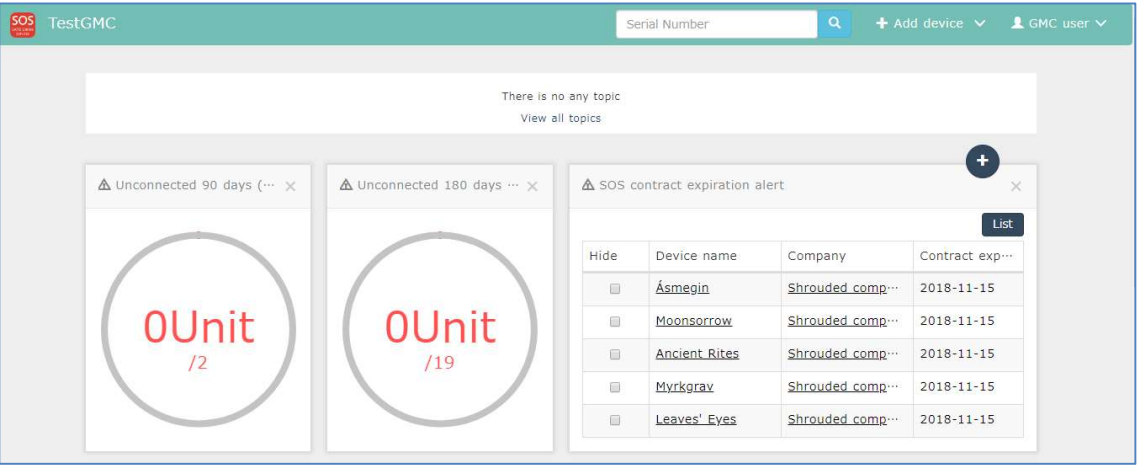 SOS TestGMC Serial Number Add device GMC user
There is no any topic
View all topics
Unconnected 90 days (…
0Unit
/2
Unconnected 180 days …
0Unit
/19
SOS contract expiration alert
List
Hide Device name Company Contract exp…
Ásmegin Shrouded comp… 2018-11-15
Moonsorrow Shrouded comp… 2018-11-15
Ancient Rites Shrouded comp… 2018-11-15
Myrkgrav Shrouded comp… 2018-11-15
Leaves' Eyes Shrouded comp… 2018-11-15